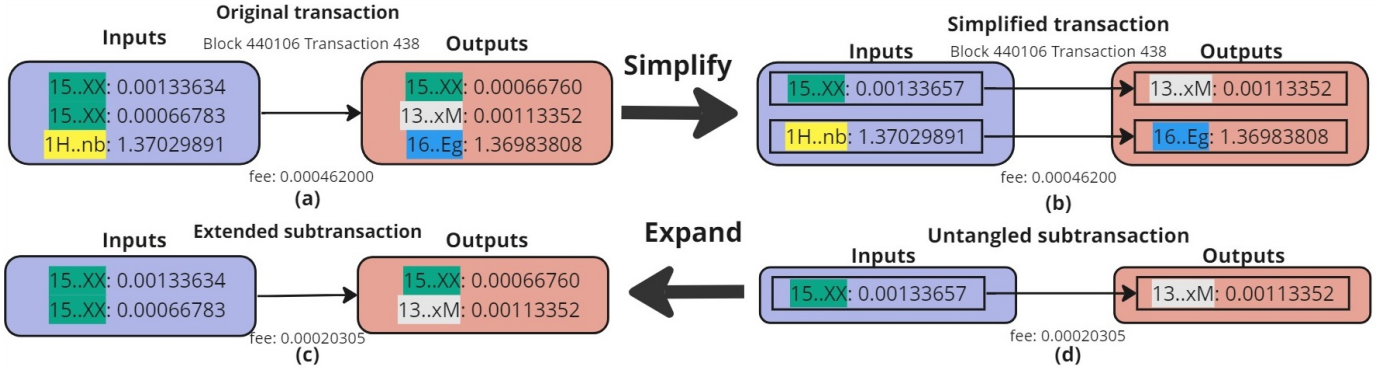 Original transaction
Inputs
Block 440106 Transaction 438
Outputs
15..XX: 0.00133634
15..XX: 0.00066783
1H..nb: 1.37029891
15..XX: 0.00066760
13..xM: 0.00113352
16..Eg: 1.36983808
fee: 0.000462000
(a)
Simplify
Simplified transaction
Inputs
Block 440106 Transaction 438
Outputs
15..XX: 0.00133657
13..xM: 0.00113352
1H..nb: 1.37029891
16..Eg: 1.36983808
fee: 0.00046200
(b)
Extended subtransaction
Inputs
Outputs
15..XX: 0.00133634
15..XX: 0.00066783
15..XX: 0.00066760
13..xM: 0.00113352
fee: 0.00020305
(c)
Expand
Untangled subtransaction
Inputs
Outputs
15..XX: 0.00133657
13..xM: 0.00113352
fee: 0.00020305
(d)